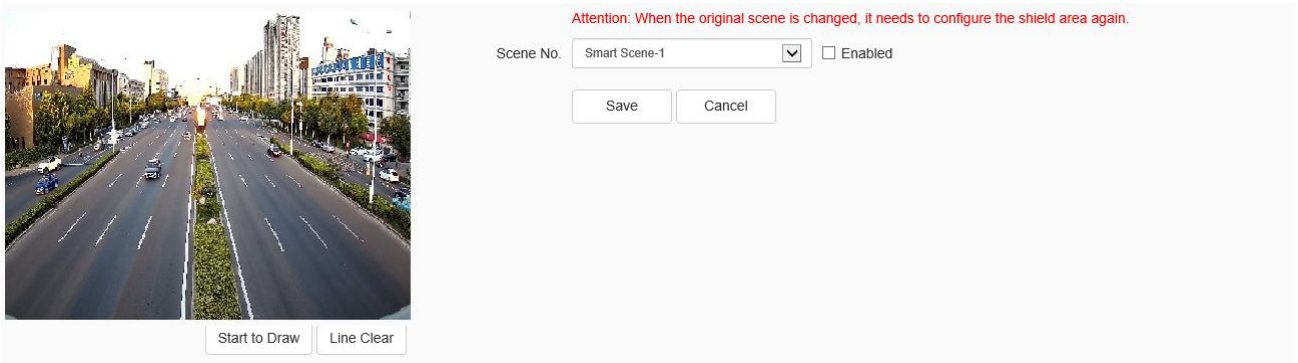 Attention: When the original scene is changed, it needs to configure the shield area again.
Scene No. Smart Scene-1 Enabled
Save Cancel
Start to Draw Line Clear